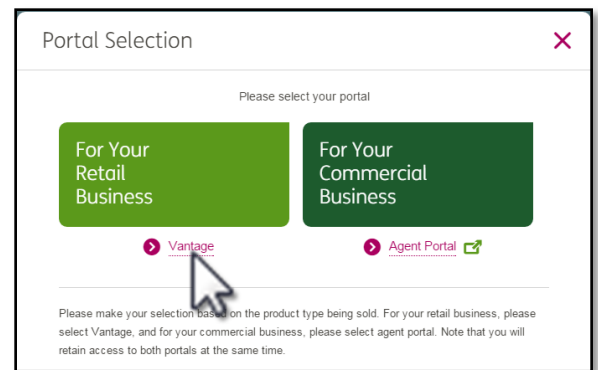 Portal Selection
Please select your portal
For Your
Retail
Business
For Your
Commercial
Business
Vantage
Agent Portal
Please make your selection based on the product type being sold. For your retail business, please
select Vantage, and for your commercial business, please select agent portal. Note that you will
retain access to both portals at the same time.